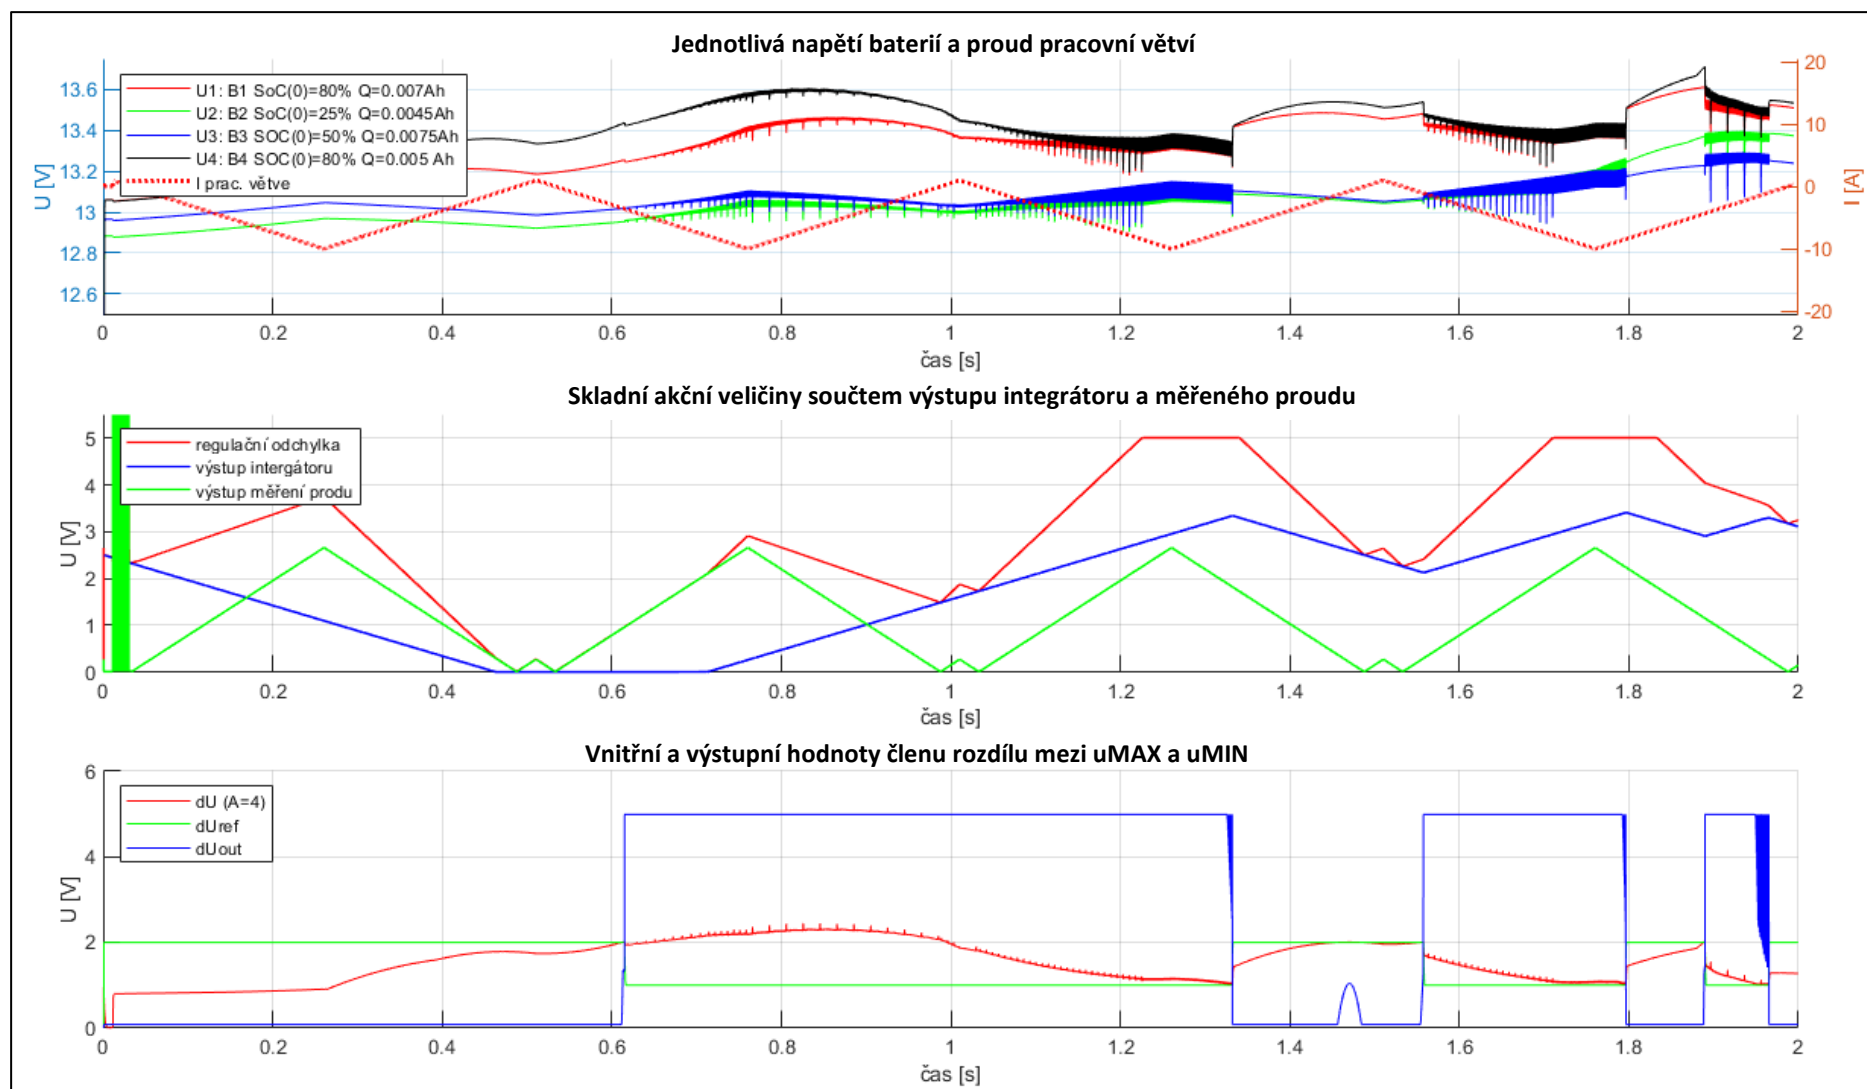 Jednotlivá napětí baterií a proud pracovní větví
U1: B1 SoC(0)=80% Q=0.007Ah
U2: B2 SoC(0)=25% Q=0.0045Ah
U3: B3 SOC(0)=50% Q=0.0075Ah
U4: B4 SOC(0)=80% Q=0.005 Ah
I prac. větve
13.6
13.4
13.2
13
12.8
12.6
U [V]
20
10
0
-10
-20
I [A]
0 0.2 0.4 0.6 0.8 1 1.2 1.4 1.6 1.8 2
čas [s]
Skladní akční veličiny součtem výstupu integrátoru a měřeného proudu
regulační odchylka
výstup intergátoru
výstup měření produ
5
4
3
2
1
0
U [V]
0 0.2 0.4 0.6 0.8 1 1.2 1.4 1.6 1.8 2
čas [s]
Vnitřní a výstupní hodnoty členu rozdílu mezi uMAX a uMIN
dU (A=4)
dUref
dUout
6
4
2
0
U [V]
0 0.2 0.4 0.6 0.8 1 1.2 1.4 1.6 1.8 2
čas [s]